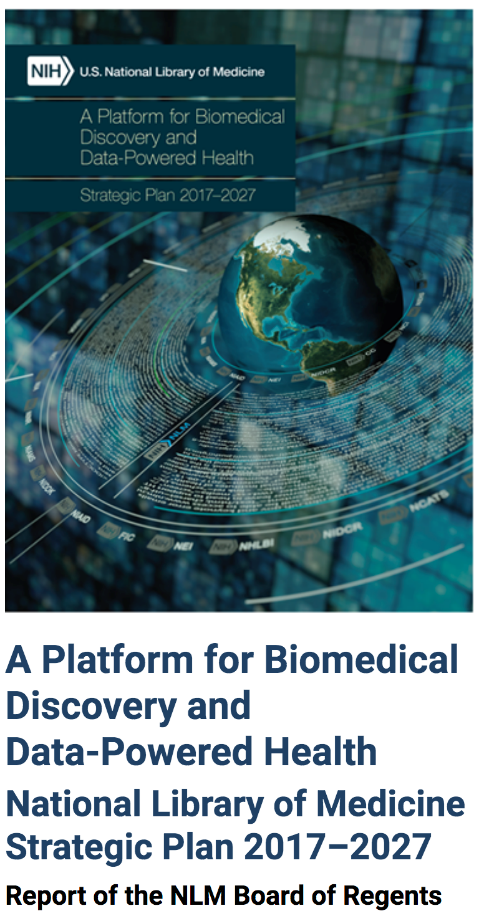 NIH U.S. National Library of Medicine
A Platform for Biomedical
Discovery and
Data-Powered Health
Strategic Plan 2017–2027
NIH NLM
NIAID
FIC
NEI
NHLBI
NIDCR
NCATS
A Platform for Biomedical
Discovery and
Data-Powered Health
National Library of Medicine
Strategic Plan 2017–2027
Report of the NLM Board of Regents